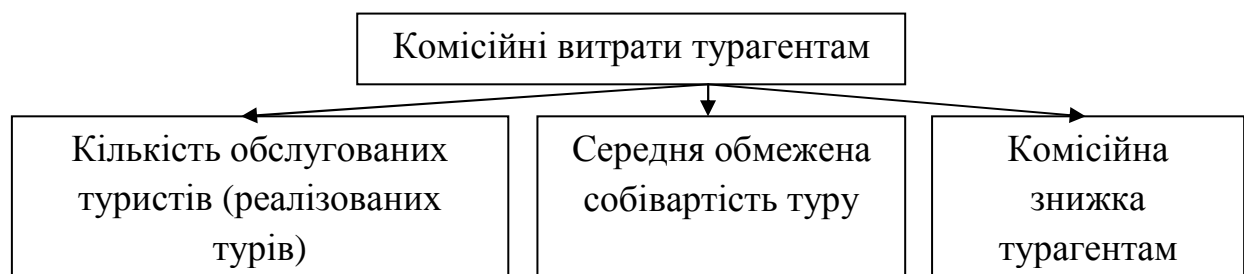 Комісійні витрати турагентам
Кількість обслугованих
туристів (реалізованих
турів)
Середня обмежена
собівартість туру
Комісійна
знижка
турагентам